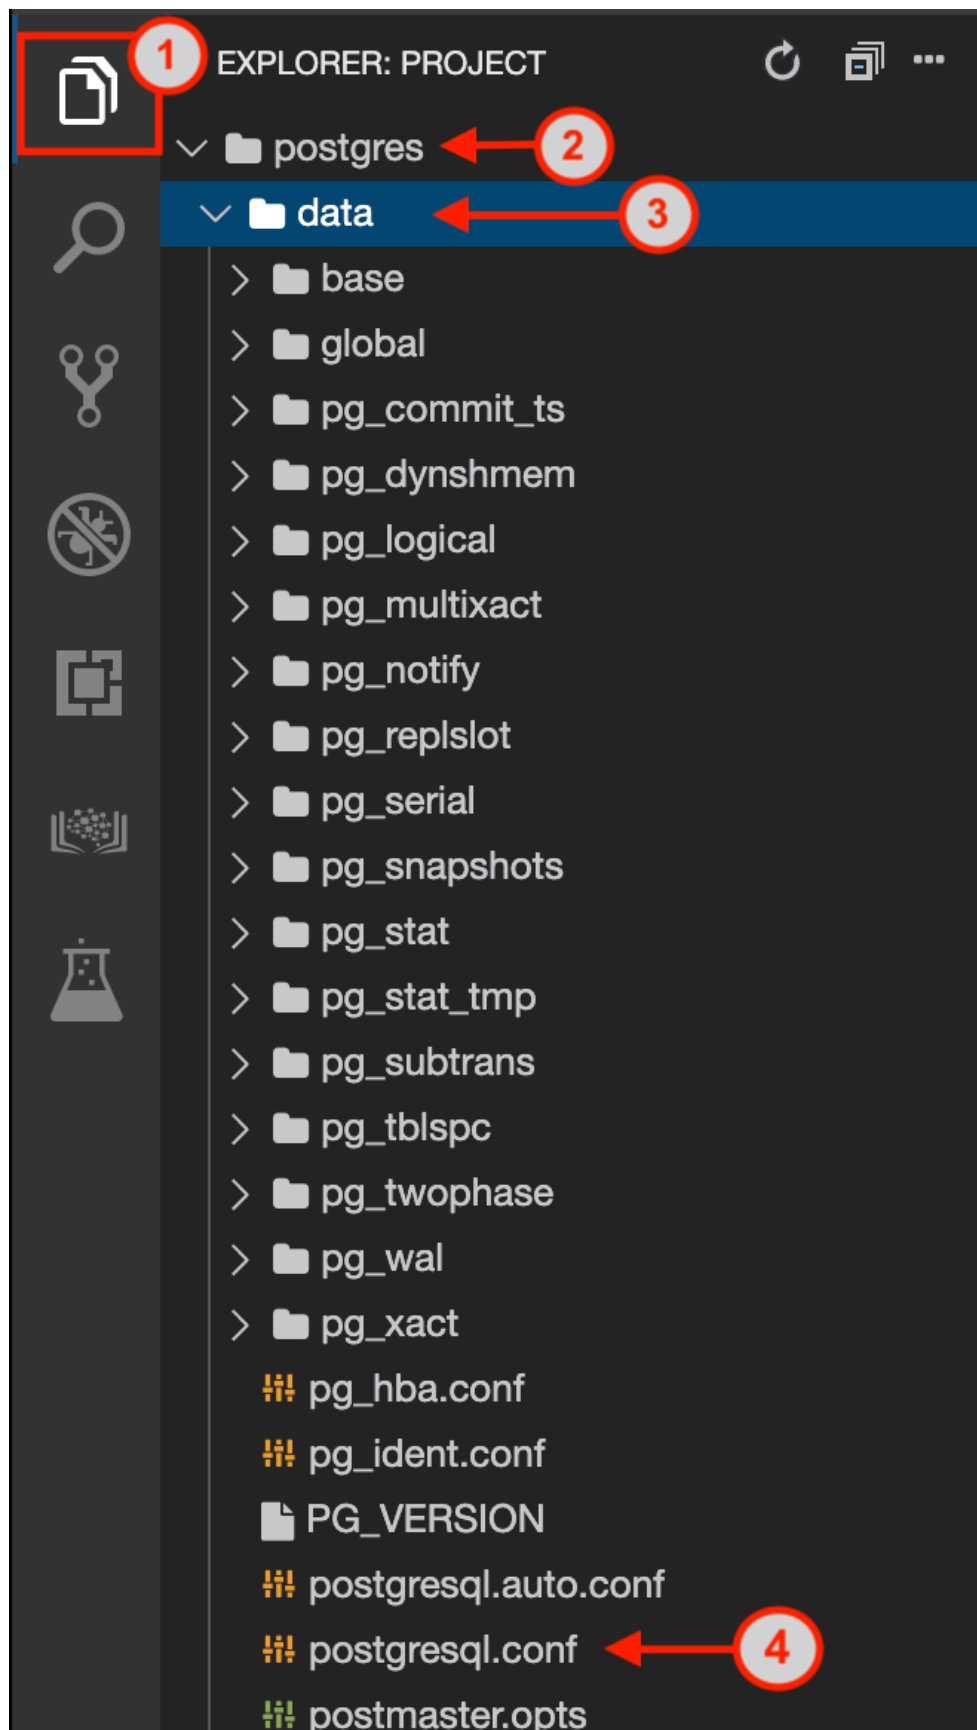 1
EXPLORER: PROJECT
postgres
2
data
3
base
global
pg_commit_ts
pg_dynshmem
pg_logical
pg_multixact
pg_notify
pg_replslot
pg_serial
pg_snapshots
pg_stat
pg_stat_tmp
pg_subtrans
pg_tblspc
pg_twophase
pg_wal
pg_xact
pg_hba.conf
pg_ident.conf
PG_VERSION
postgresql.auto.conf
postgresql.conf
4
postmaster.opts